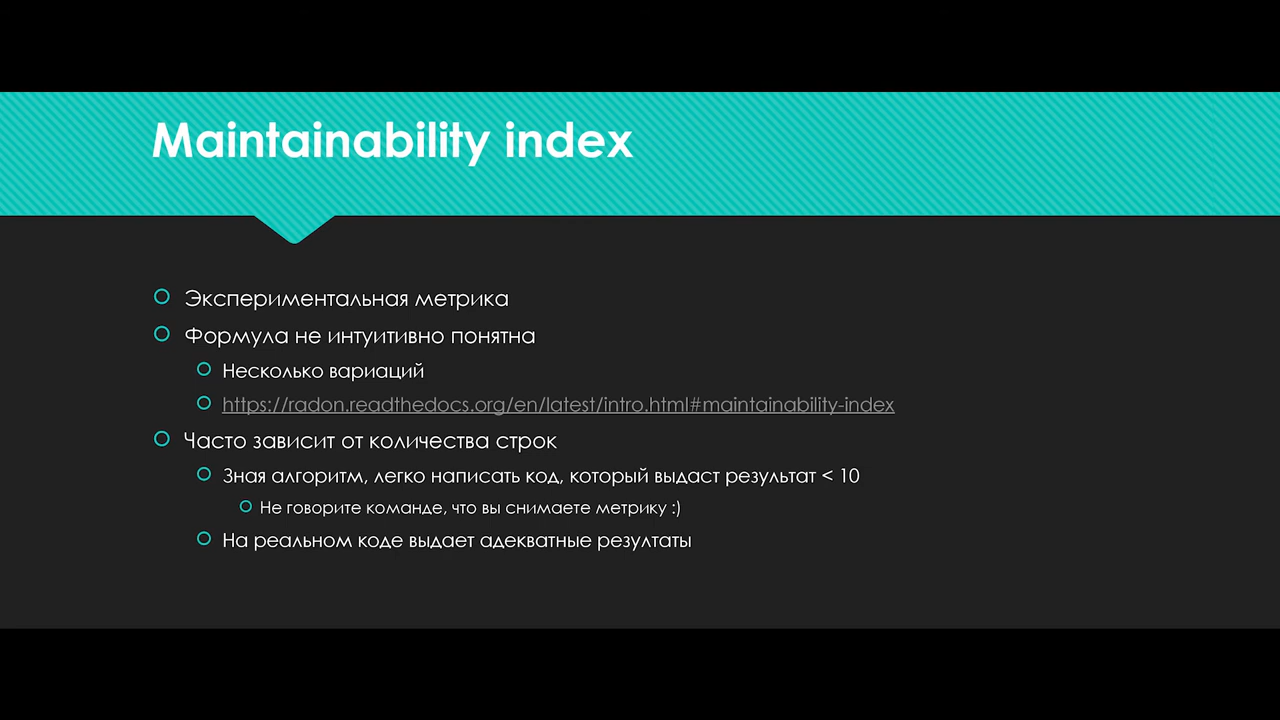 Maintainability index
Экспериментальная метрика
Формула не интуитивно понятна
Несколько вариаций
https://radon.readthedocs.org/en/latest/intro.html#maintainability-index
Часто зависит от количества строк
Зная алгоритм, легко написать код, который выдаст результат < 10
Не говорите команде, что вы снимаете метрику :)
На реальном коде выдает адекватные резултаты